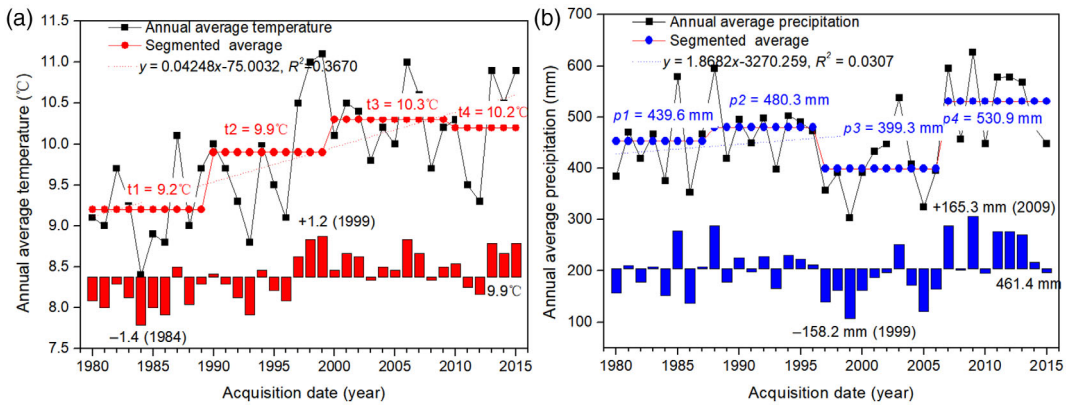 (a)
Annual average temperature
Segmented average
y = 0.04248x-75.0032, R² = 0.3670
t1 = 9.2℃
t2 = 9.9℃
t3 = 10.3℃
t4 = 10.2℃
+1.2 (1999)
−1.4 (1984)
9.9℃
Annual average temperature (℃)
11.5
11.0
10.5
10.0
9.5
9.0
8.5
8.0
7.5
1980 1985 1990 1995 2000 2005 2010 2015
Acquisition date (year)
(b)
Annual average precipitation
Segmented average
y = 1.8682x-3270.259, R² = 0.0307
p1 = 439.6 mm
p2 = 480.3 mm
p3 = 399.3 mm
p4 = 530.9 mm
+165.3 mm (2009)
461.4 mm
−158.2 mm (1999)
Annual average precipitation (mm)
700
600
500
400
300
200
100
1980 1985 1990 1995 2000 2005 2010 2015
Acquisition date (year)